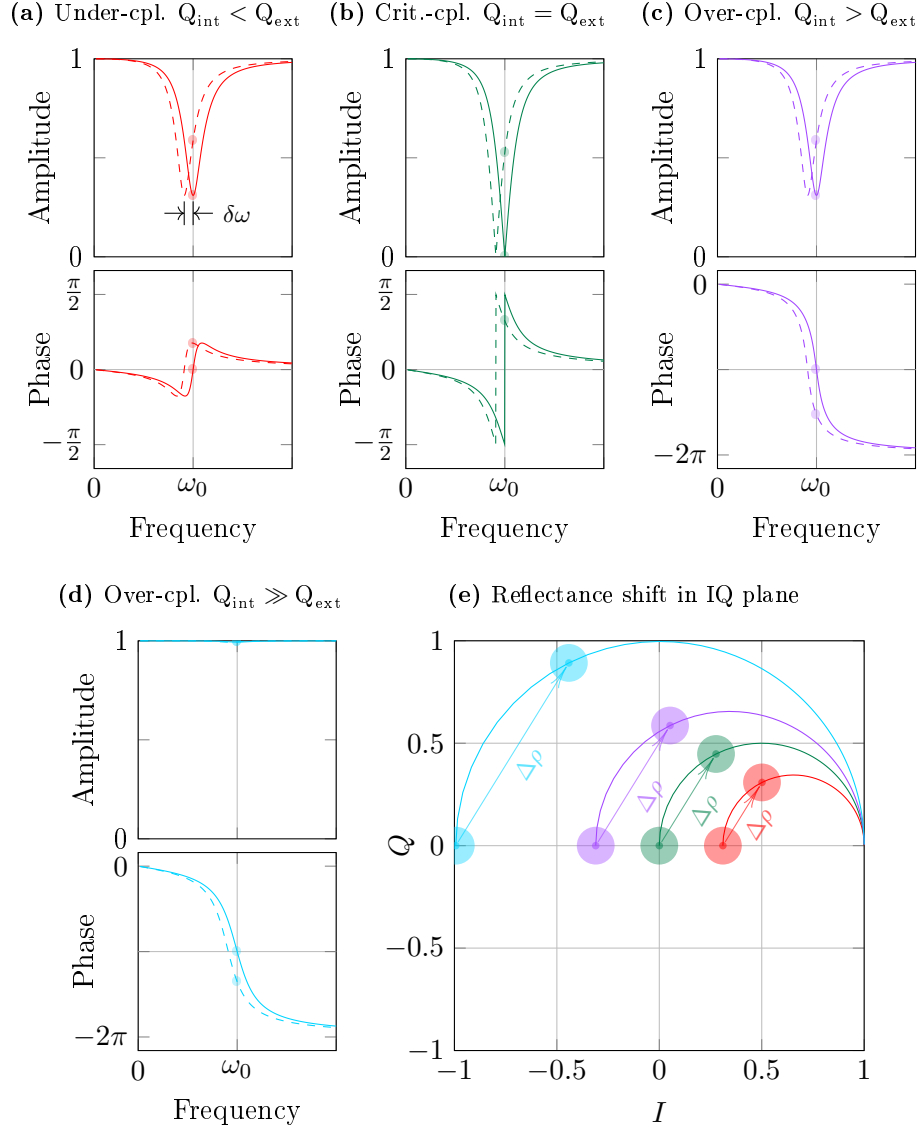 (a) Under-cpl. Q_int < Q_ext
(b) Crit.-cpl. Q_int = Q_ext
(c) Over-cpl. Q_int > Q_ext
1
0
Amplitude
δω
1
0
Amplitude
1
0
Amplitude
π/2
0
−π/2
Phase
0
ω₀
Frequency
π/2
0
−π/2
Phase
0
ω₀
Frequency
0
−2π
Phase
0
ω₀
Frequency
(d) Over-cpl. Q_int ≫ Q_ext
(e) Reflectance shift in IQ plane
1
1
Amplitude
0
−2π
Phase
0
ω₀
Frequency
1
0.5
0
−0.5
−1
Q
Δρ
Δρ
Δρ
Δρ
−1
−0.5
0
0.5
1
I